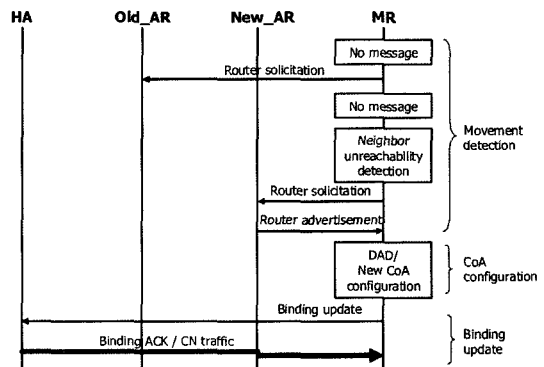 HA Old_AR New_AR MR
No message
Router solicitation
No message
Neighbor
unreachability
detection
Movement
detection
Router solicitation
Router advertisement
DAD/
New CoA
configuration
CoA
configuration
Binding update
Binding ACK / CN traffic
Binding
update